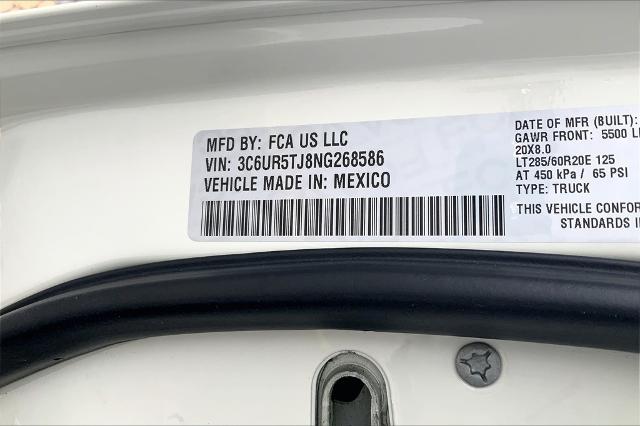 MFD BY: FCA US LLC
VIN: 3C6UR5TJ8NG268586
VEHICLE MADE IN: MEXICO
DATE OF MFR (BUILT):
GAWR FRONT: 5500 L
20X8.0
LT285/60R20E 125
AT 450 kPa / 65 PSI
TYPE: TRUCK
THIS VEHICLE CONFOR
STANDARDS I